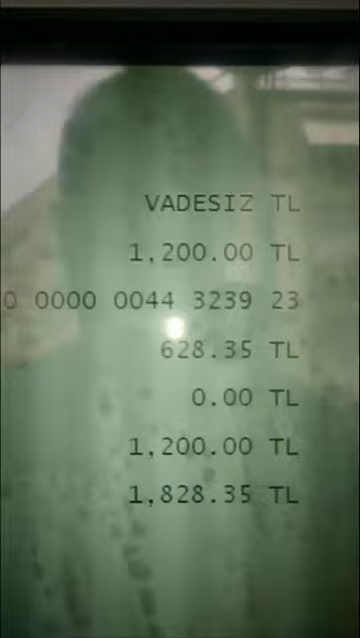 VADESIZ TL
1,200.00 TL
0 0000 0044 3239 23
628.35 TL
0.00 TL
1,200.00 TL
1,828.35 TL